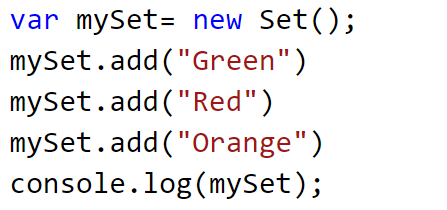 var mySet= new Set();
mySet.add("Green")
mySet.add("Red")
mySet.add("Orange")
console.log(mySet);